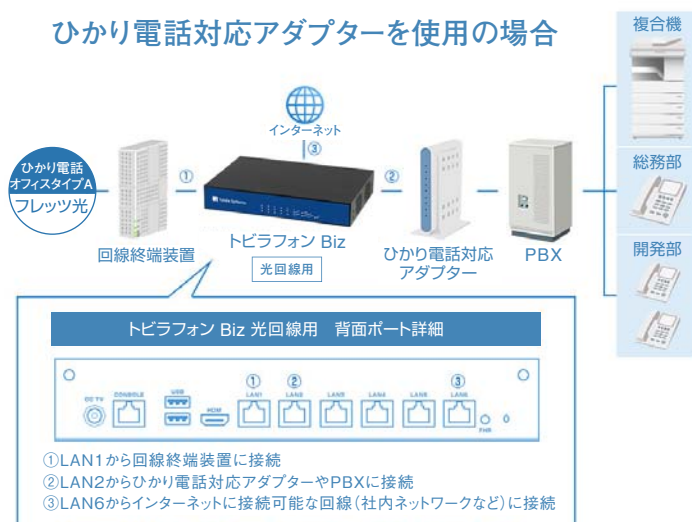 ひかり電話対応アダプターを使用の場合
複合機
インターネット
③
ひかり電話
オフィスタイプA
フレッツ光
①
②
総務部
回線終端装置
トビラフォン Biz
光回線用
ひかり電話対応
アダプター
PBX
開発部
トビラフォン Biz 光回線用　背面ポート詳細
① ② ③
CONSOLE USB HDMI LAN1 LAN2 LAN3 LAN4 LAN5 LAN6
①LAN1から回線終端装置に接続
②LAN2からひかり電話対応アダプターやPBXに接続
③LAN6からインターネットに接続可能な回線（社内ネットワークなど）に接続